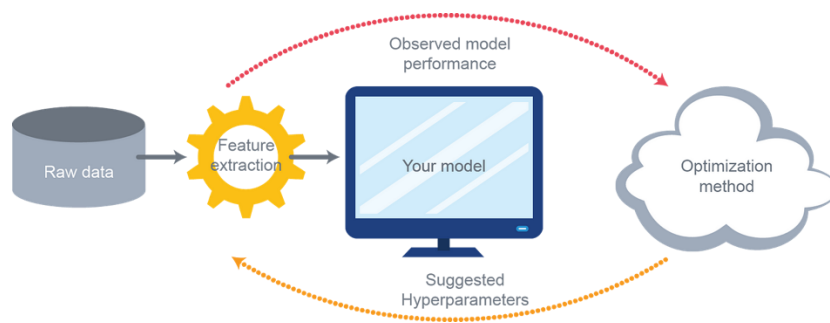 Observed model
performance
Raw data
Feature
extraction
Your model
Optimization
method
Suggested
Hyperparameters